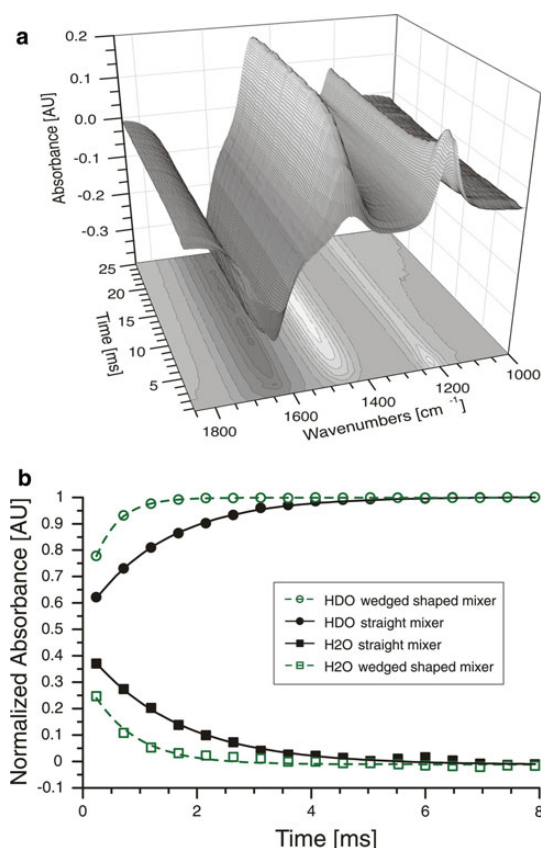 a
0.2
0.1
0.0
-0.1
-0.2
-0.3
Absorbance [AU]
25
20
15
10
5
Time [ms]
1800
1600
1400
1200
1000
Wavenumbers [cm -1]
b
1
0.9
0.8
0.7
0.6
0.5
0.4
0.3
0.2
0.1
0
-0.1
Normalized Absorbance [AU]
HDO wedged shaped mixer
HDO straight mixer
H2O straight mixer
H2O wedged shaped mixer
0 2 4 6 8
Time [ms]